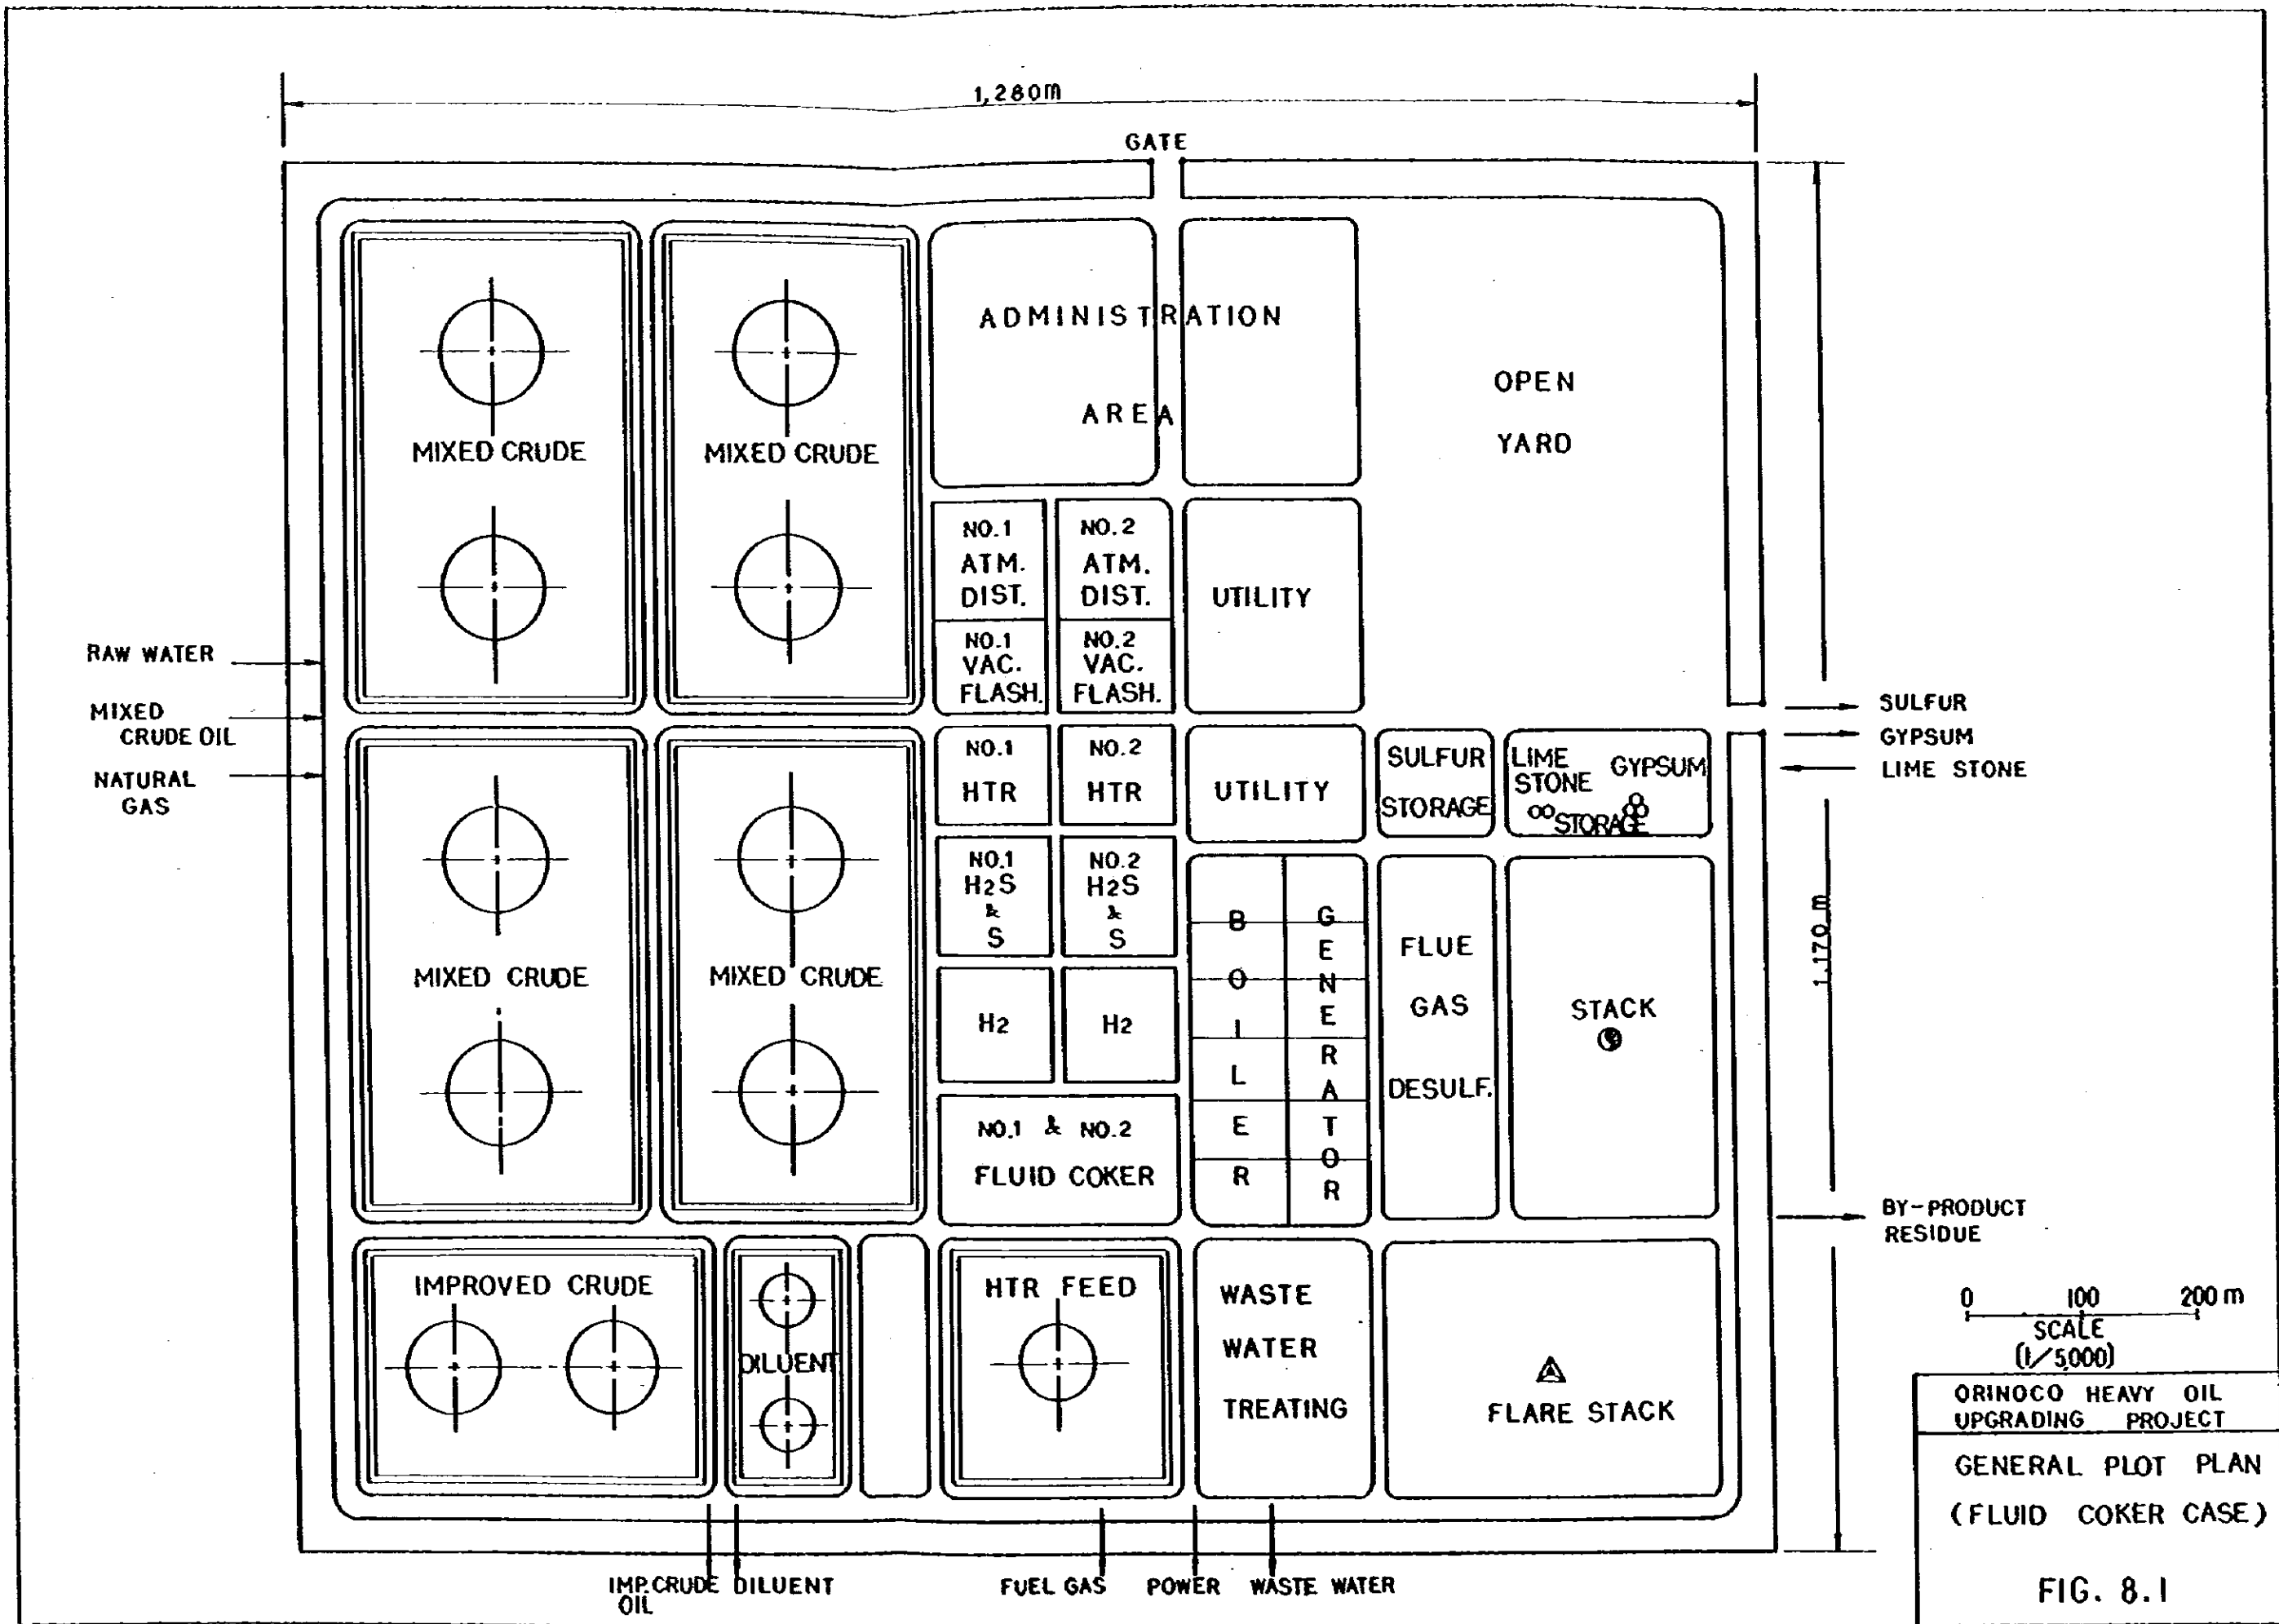 1,280m
GATE
ADMINISTRATION
AREA
OPEN
YARD
MIXED CRUDE
MIXED CRUDE
NO.1
ATM.
DIST.
NO.2
ATM.
DIST.
UTILITY
NO.1
VAC.
FLASH.
NO.2
VAC.
FLASH.
RAW WATER
MIXED
CRUDE OIL
NATURAL
GAS
SULFUR
GYPSUM
LIME STONE
NO.1
HTR
NO.2
HTR
UTILITY
SULFUR
STORAGE
LIME
STONE
GYPSUM
STORAGE
NO.1
H2S
&
S
NO.2
H2S
&
S
MIXED CRUDE
MIXED CRUDE
H2
H2
BOILER
GENERATOR
FLUE
GAS
DESULF.
STACK
1,170 m
NO.1 & NO.2
FLUID COKER
BY-PRODUCT
RESIDUE
IMPROVED CRUDE
DILUENT
HTR FEED
WASTE
WATER
TREATING
FLARE STACK
0 100 200 m
SCALE
(1/5,000)
IMP.CRUDE
OIL
DILUENT
FUEL GAS
POWER
WASTE WATER
ORINOCO HEAVY OIL
UPGRADING PROJECT
GENERAL PLOT PLAN
(FLUID COKER CASE)
FIG. 8.1